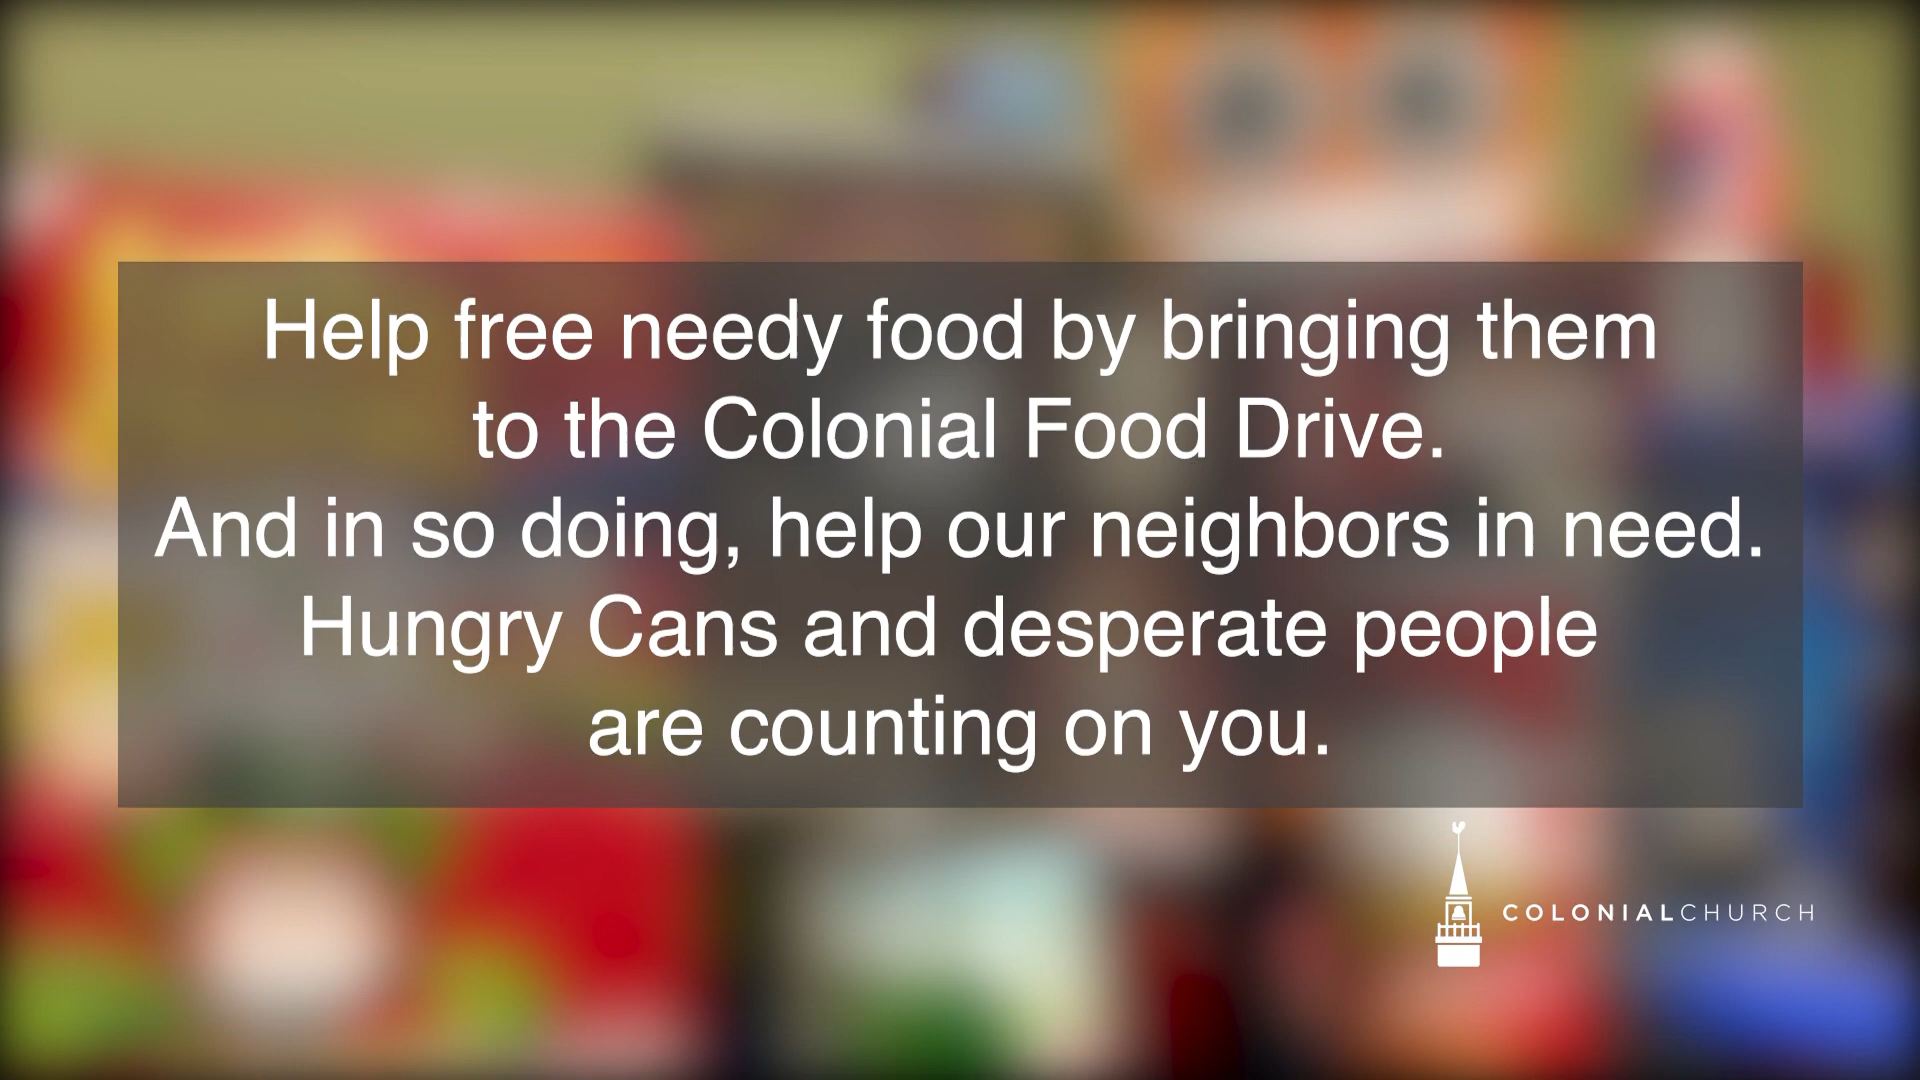 Help free needy food by bringing them
to the Colonial Food Drive.
And in so doing, help our neighbors in need.
Hungry Cans and desperate people
are counting on you.
COLONIALCHURCH